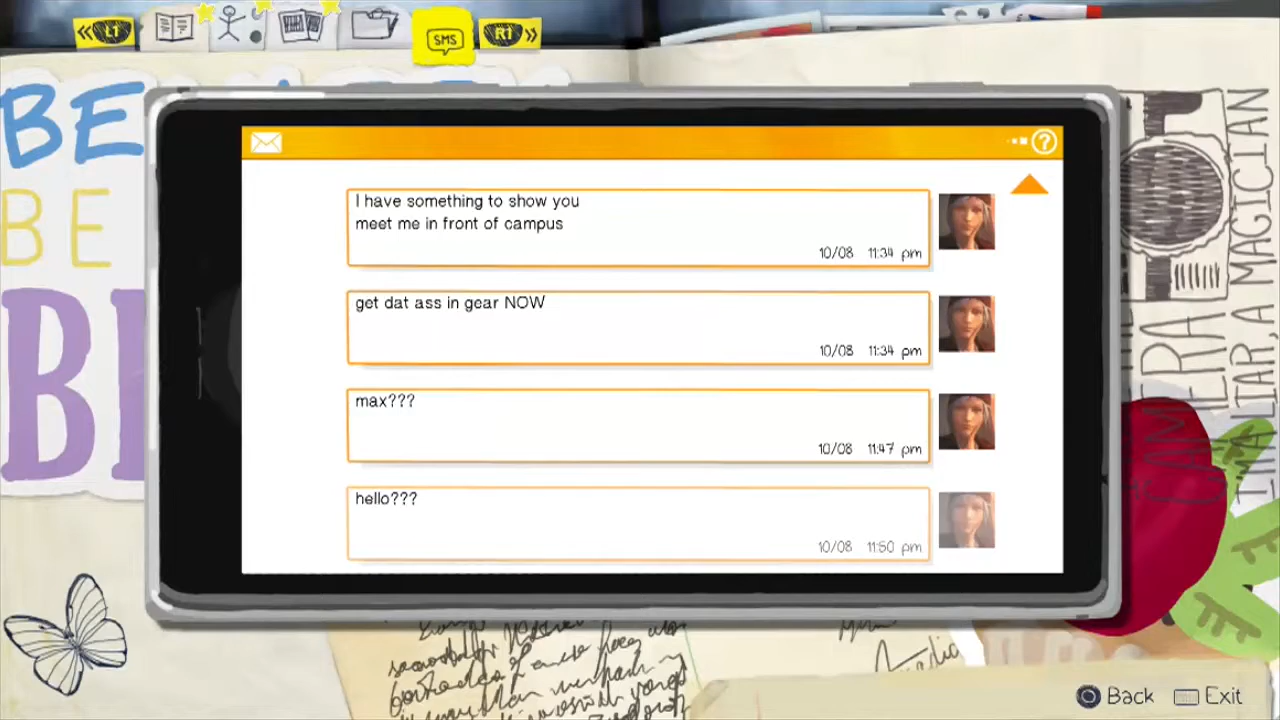 L1
SMS
R1
BE
BE
I have something to show you
meet me in front of campus
10/08 11:34 pm
get dat ass in gear NOW
10/08 11:34 pm
max???
10/08 11:47 pm
hello???
10/08 11:50 pm
I'M A LIAR, A MAGICIAN
Back
Exit